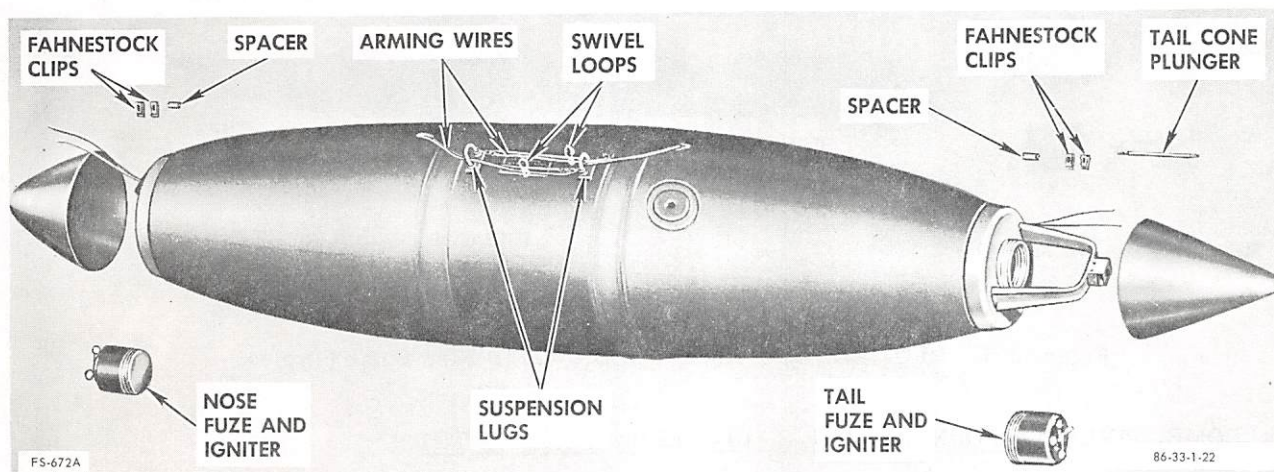 FAHNESTOCK
CLIPS
SPACER
ARMING WIRES
SWIVEL
LOOPS
FAHNESTOCK
CLIPS
TAIL CONE
PLUNGER
SPACER
NOSE
FUZE AND
IGNITER
SUSPENSION
LUGS
TAIL
FUZE AND
IGNITER
FS-672A
86-33-1-22